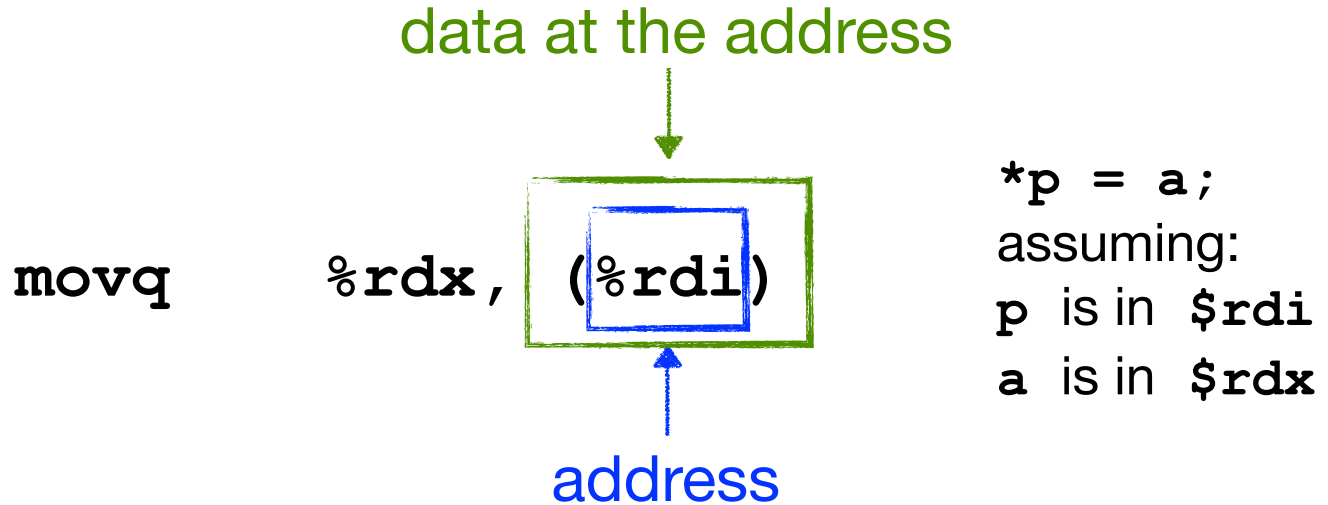 data at the address
*p = a;
assuming:
movq %rdx, (%rdi)
p is in $rdi
a is in $rdx
address